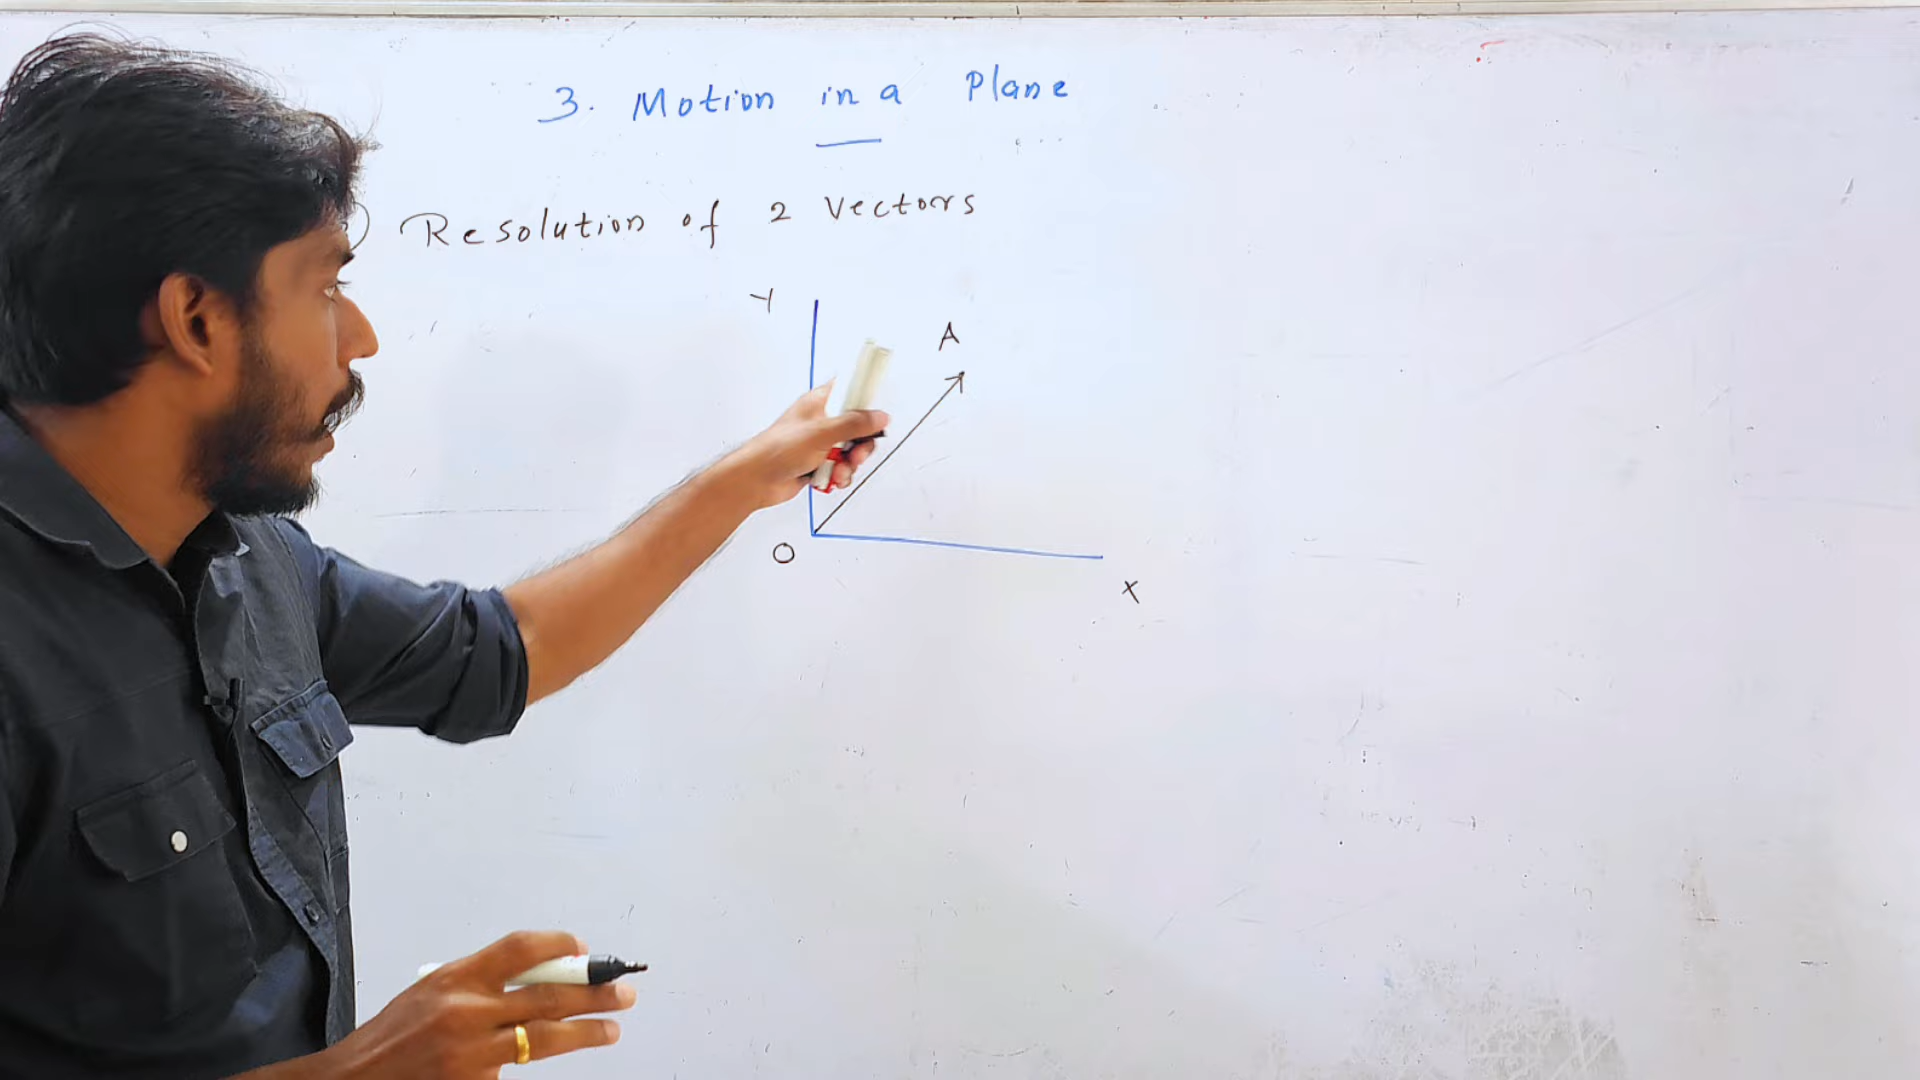 3. Motion in a Plane
) Resolution of 2 Vectors
Y
A
O
X